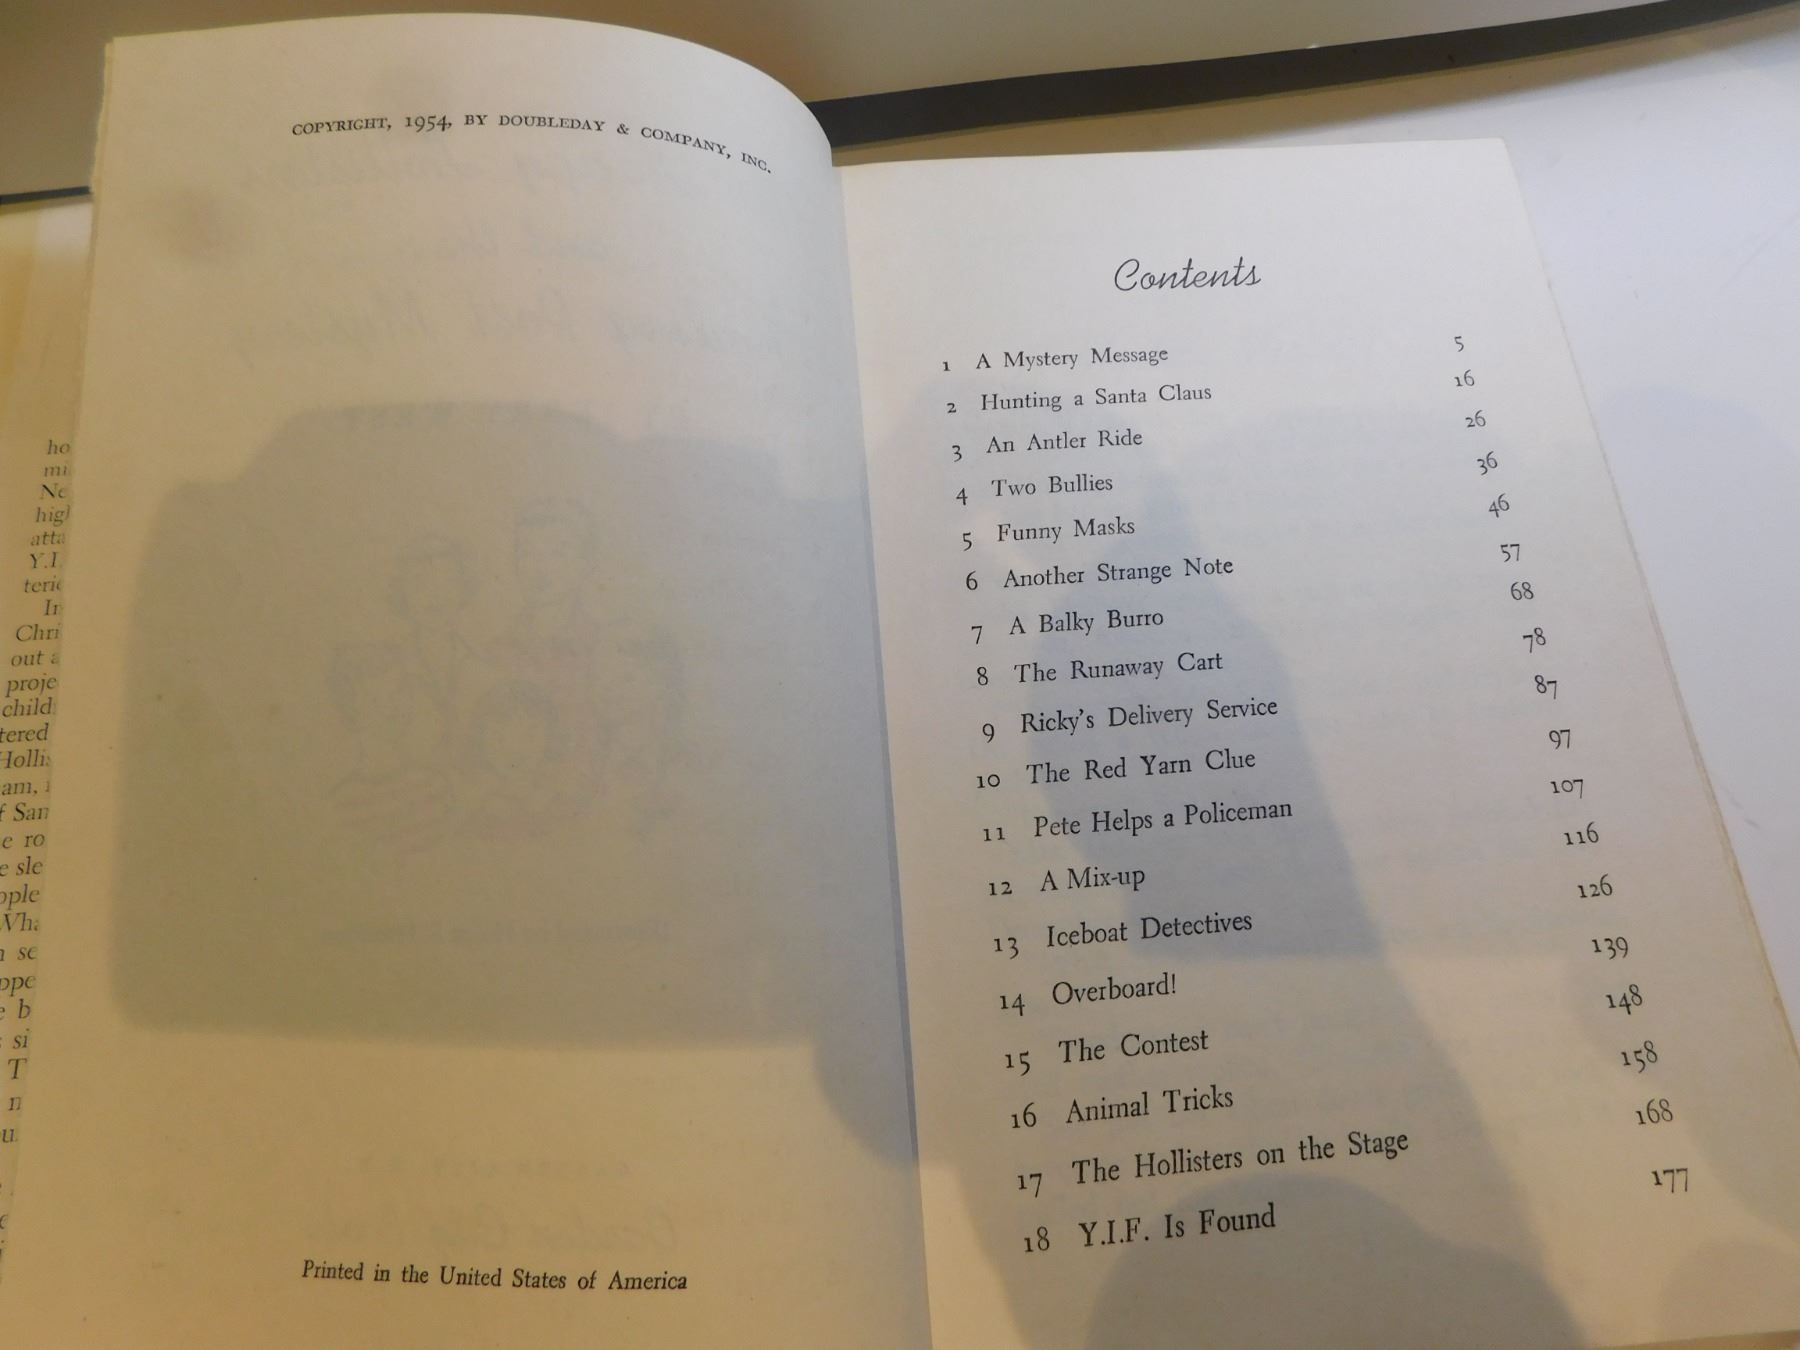 COPYRIGHT, 1954, BY DOUBLEDAY & COMPANY, INC.
Printed in the United States of America
Contents
1 A Mystery Message 5
2 Hunting a Santa Claus 16
3 An Antler Ride 26
4 Two Bullies 36
5 Funny Masks 46
6 Another Strange Note 57
7 A Balky Burro 68
8 The Runaway Cart 78
9 Ricky's Delivery Service 87
10 The Red Yarn Clue 97
11 Pete Helps a Policeman 107
12 A Mix-up 116
13 Iceboat Detectives 126
14 Overboard! 139
15 The Contest 148
16 Animal Tricks 158
17 The Hollisters on the Stage 168
18 Y.I.F. Is Found 177